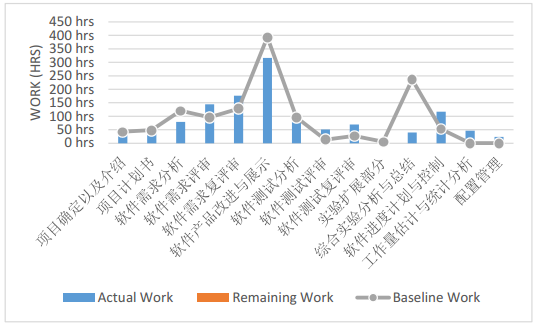 450 hrs
400 hrs
350 hrs
300 hrs
250 hrs
200 hrs
150 hrs
100 hrs
50 hrs
0 hrs
WORK (HRS)
项目确定以及介绍
项目计划书
软件需求分析
软件需求评审
软件需求复评审
软件产品改进与展示
软件测试分析
软件测试评审
软件测试复评审
实验扩展部分
综合实验分析与总结
软件进度计划与控制
工作量估计与统计分析
配置管理
Actual Work
Remaining Work
Baseline Work